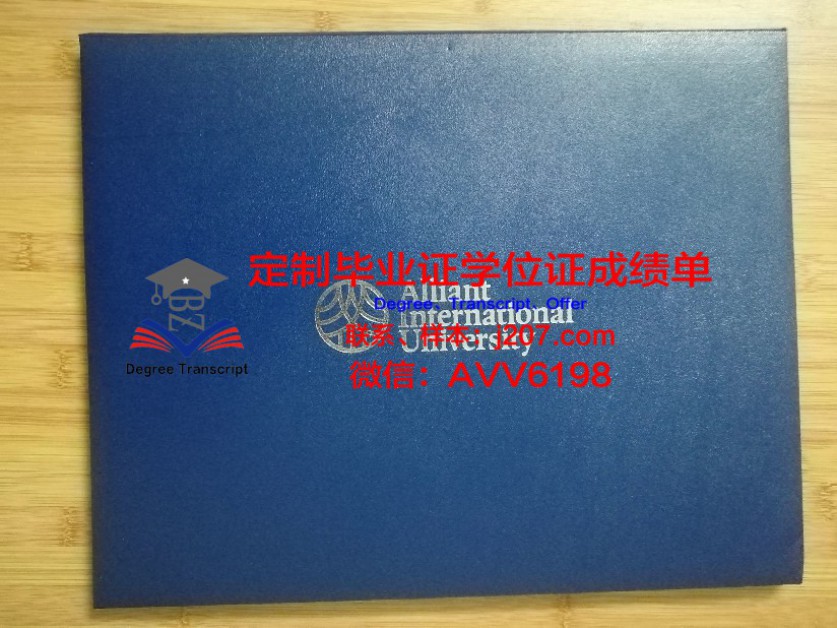 定制毕业证学位证成绩单
Alliant
Degree、Transcript、Offer
International
联系、样本：j207.com
University
微信：AVV6198
BZ
Degree Transcript